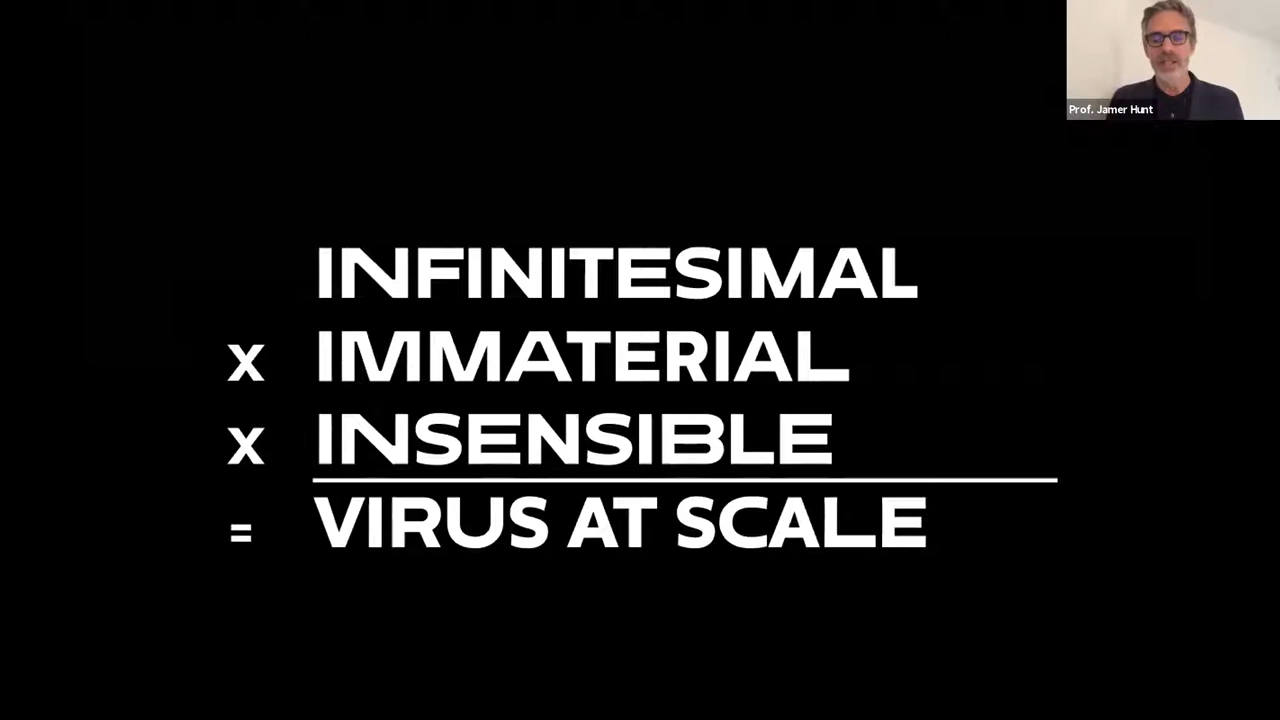 Prof. Jamer Hunt
INFINITESIMAL
x IMMATERIAL
x INSENSIBLE
= VIRUS AT SCALE